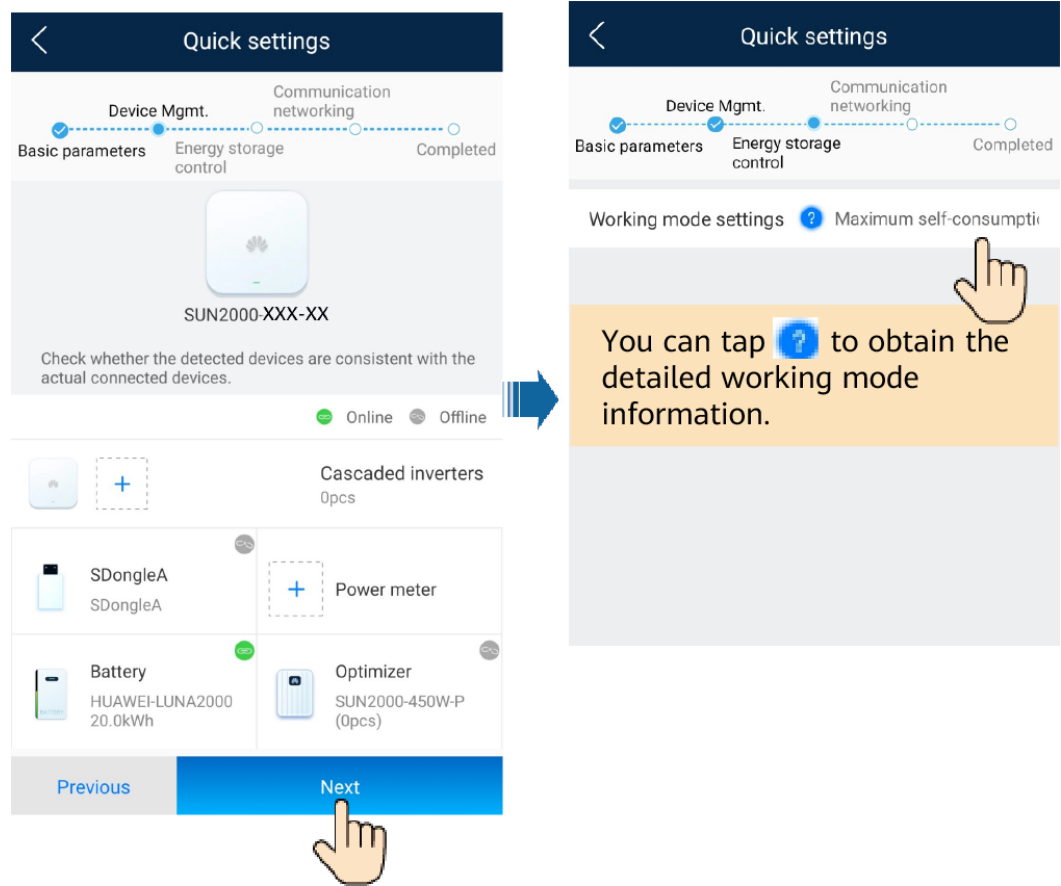 Quick settings
Communication
Device Mgmt.
networking
Basic parameters
Energy storage
Completed
control
SUN2000-XXX-XX
Check whether the detected devices are consistent with the
actual connected devices.
Online
Offline
Cascaded inverters
0pcs
SDongleA
SDongleA
Power meter
Battery
HUAWEI-LUNA2000
20.0kWh
Optimizer
SUN2000-450W-P
(0pcs)
Previous
Next
Quick settings
Communication
Device Mgmt.
networking
Basic parameters
Energy storage
Completed
control
Working mode settings ? Maximum self-consumpti
You can tap ? to obtain the
detailed working mode
information.